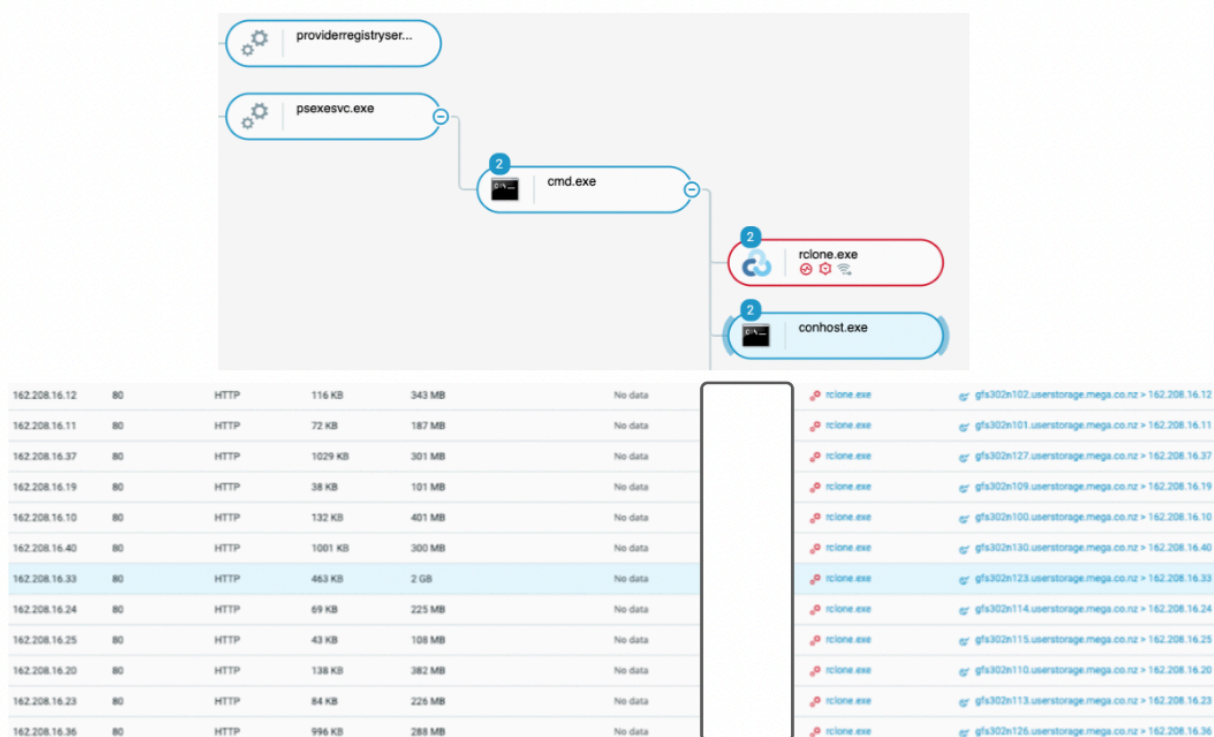 providerregistryser...
psexesvc.exe
2
cmd.exe
2
rclone.exe
2
conhost.exe
162.208.16.12 80 HTTP 116 KB 343 MB No data rclone.exe gfs302n102.userstorage.mega.co.nz > 162.208.16.12
162.208.16.11 80 HTTP 72 KB 187 MB No data rclone.exe gfs302n101.userstorage.mega.co.nz > 162.208.16.11
162.208.16.37 80 HTTP 1029 KB 301 MB No data rclone.exe gfs302n127.userstorage.mega.co.nz > 162.208.16.37
162.208.16.19 80 HTTP 38 KB 101 MB No data rclone.exe gfs302n109.userstorage.mega.co.nz > 162.208.16.19
162.208.16.10 80 HTTP 132 KB 401 MB No data rclone.exe gfs302n100.userstorage.mega.co.nz > 162.208.16.10
162.208.16.40 80 HTTP 1001 KB 300 MB No data rclone.exe gfs302n130.userstorage.mega.co.nz > 162.208.16.40
162.208.16.33 80 HTTP 463 KB 2 GB No data rclone.exe gfs302n123.userstorage.mega.co.nz > 162.208.16.33
162.208.16.24 80 HTTP 69 KB 225 MB No data rclone.exe gfs302n114.userstorage.mega.co.nz > 162.208.16.24
162.208.16.25 80 HTTP 43 KB 108 MB No data rclone.exe gfs302n115.userstorage.mega.co.nz > 162.208.16.25
162.208.16.20 80 HTTP 138 KB 382 MB No data rclone.exe gfs302n110.userstorage.mega.co.nz > 162.208.16.20
162.208.16.23 80 HTTP 84 KB 226 MB No data rclone.exe gfs302n113.userstorage.mega.co.nz > 162.208.16.23
162.208.16.36 80 HTTP 996 KB 288 MB No data rclone.exe gfs302n126.userstorage.mega.co.nz > 162.208.16.36